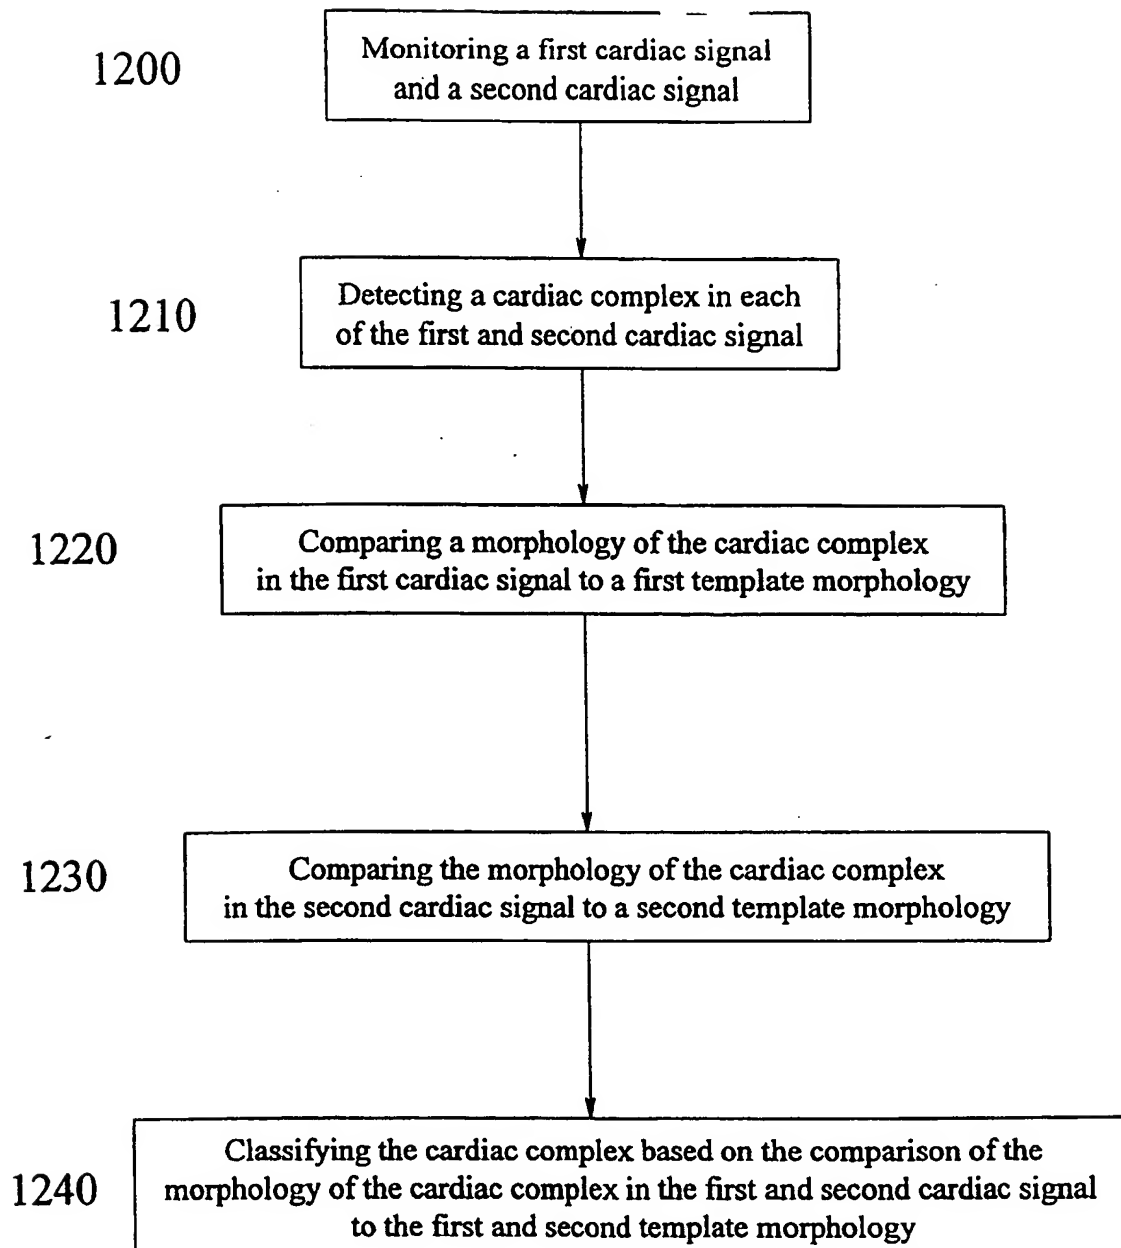 1200
Monitoring a first cardiac signal
and a second cardiac signal
1210
Detecting a cardiac complex in each
of the first and second cardiac signal
1220
Comparing a morphology of the cardiac complex
in the first cardiac signal to a first template morphology
1230
Comparing the morphology of the cardiac complex
in the second cardiac signal to a second template morphology
1240
Classifying the cardiac complex based on the comparison of the
morphology of the cardiac complex in the first and second cardiac signal
to the first and second template morphology